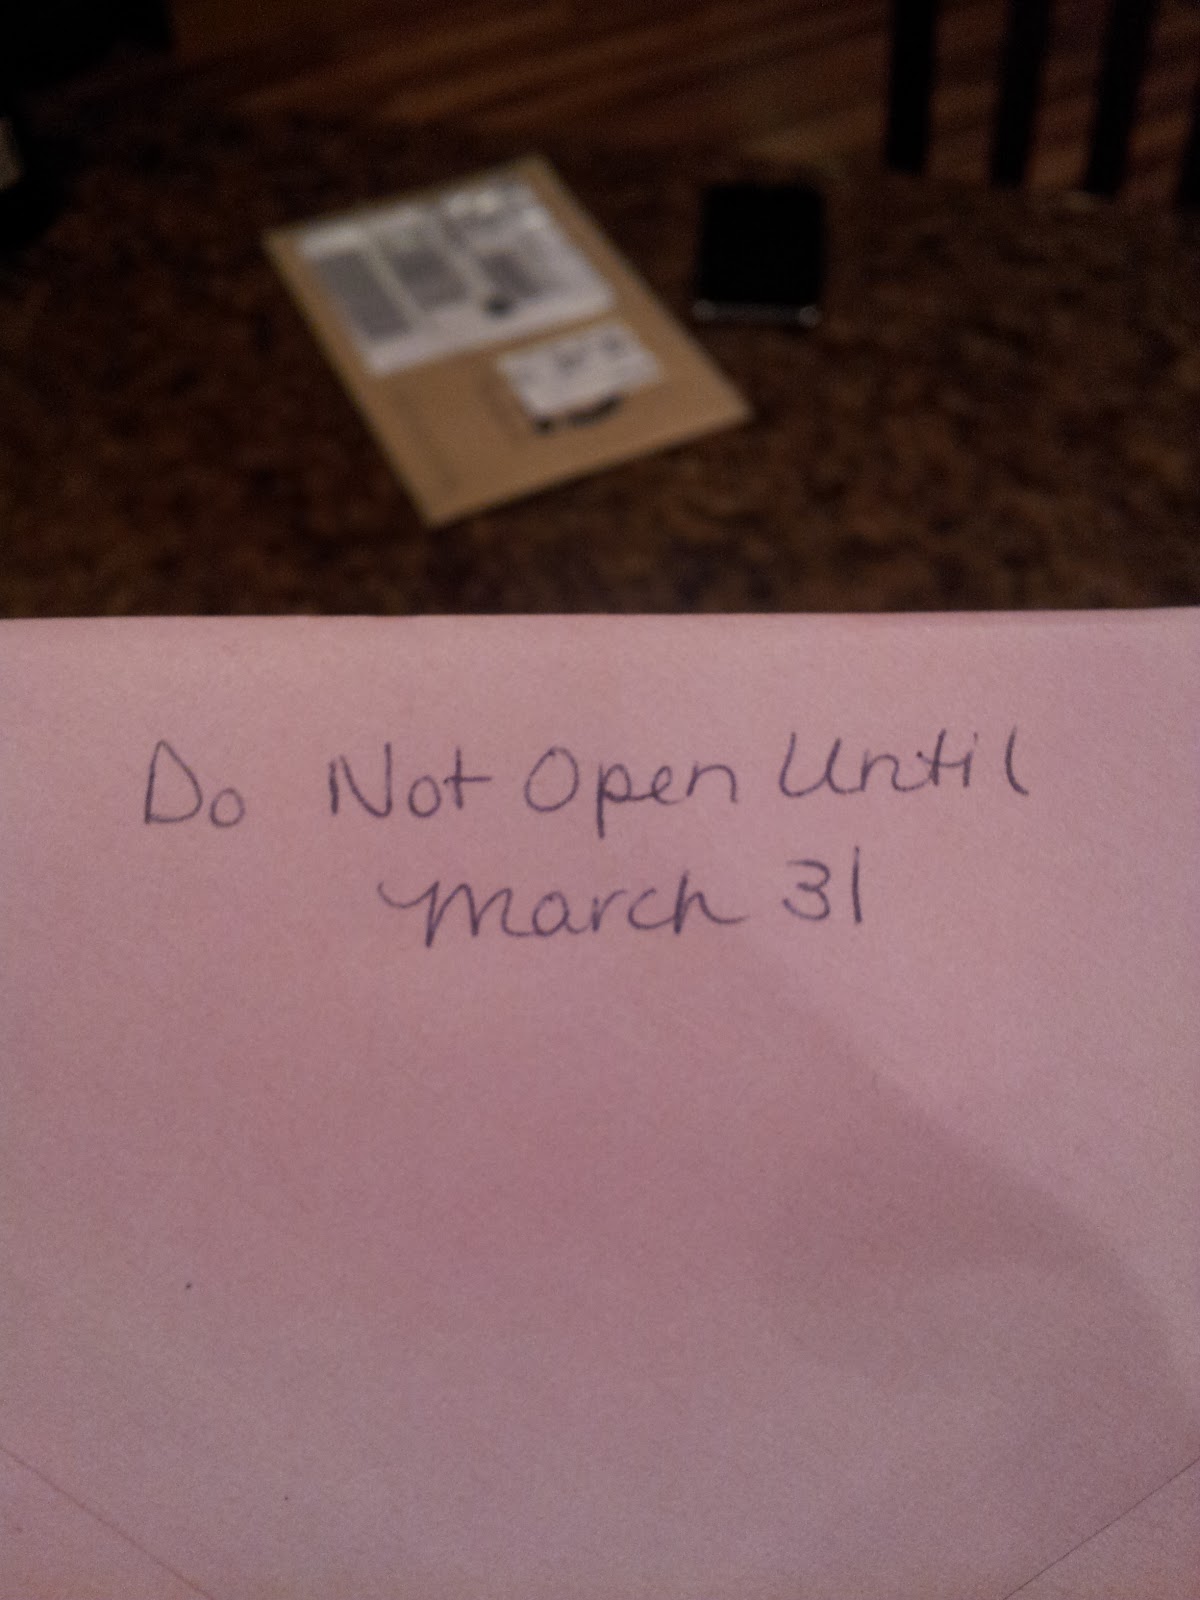 Do Not Open Until
March 31